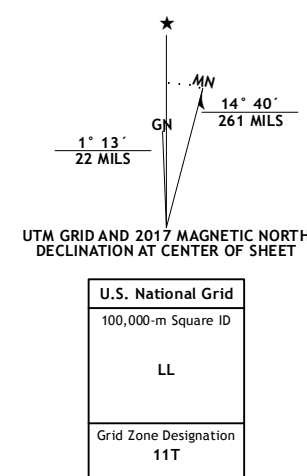 ★
MN
GN
14° 40´
261 MILS
1° 13´
22 MILS
UTM GRID AND 2017 MAGNETIC NORTH
DECLINATION AT CENTER OF SHEET
U.S. National Grid
100,000-m Square ID
LL
Grid Zone Designation
11T